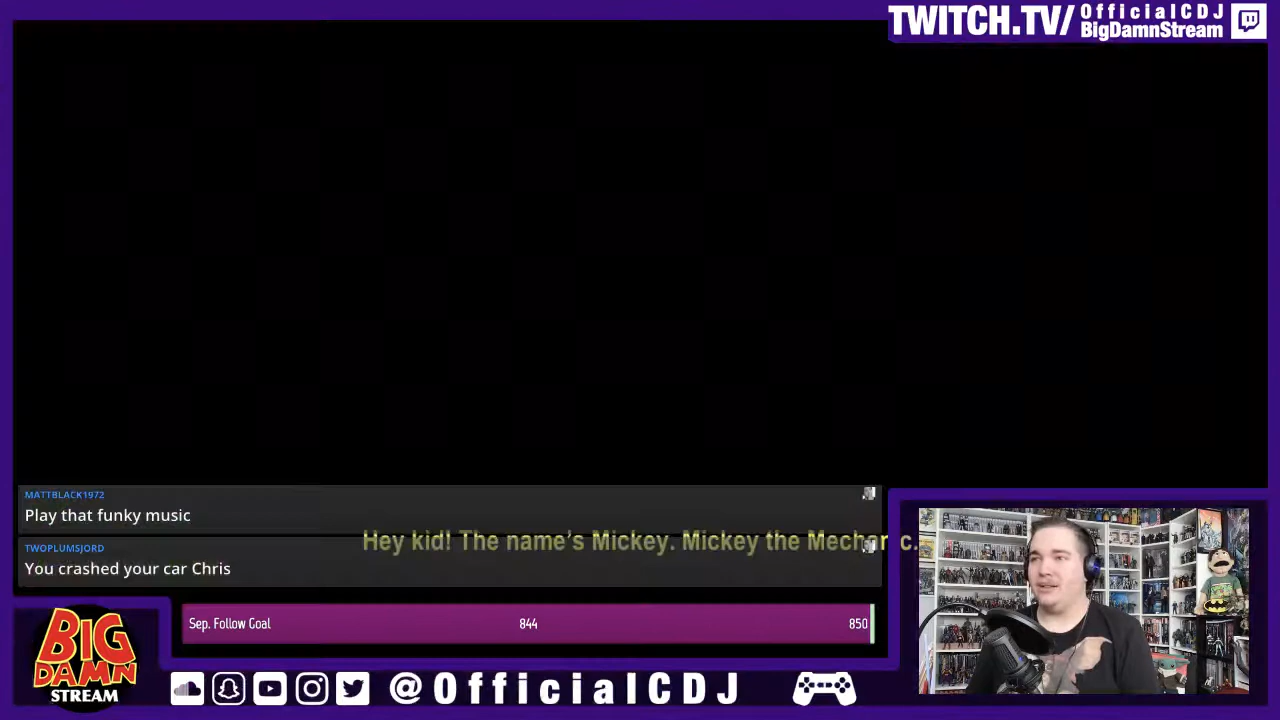 TWITCH.TV/
OfficialCDJ
BigDamnStream
MATTBLACK1972
Play that funky music
Hey kid! The name's Mickey. Mickey the Mechanic.
TWOPLUMSJORD
You crashed your car Chris
Sep. Follow Goal 844 850
BIG
DAMN
STREAM
@OfficialCDJ